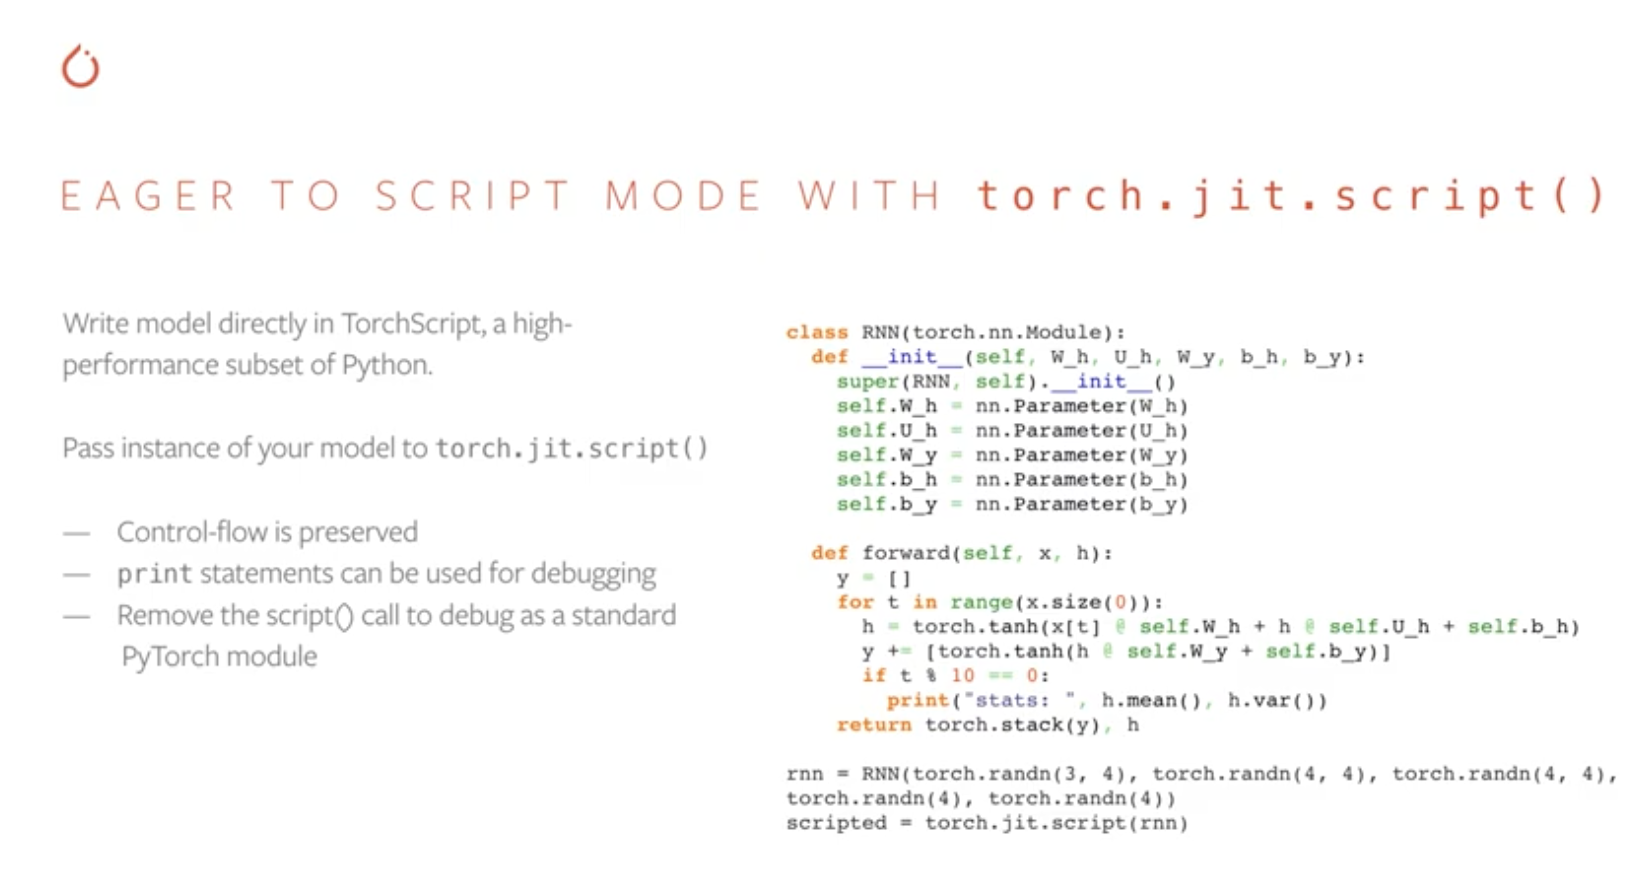 EAGER TO SCRIPT MODE WITH torch.jit.script()
Write model directly in TorchScript, a high-
performance subset of Python.
Pass instance of your model to torch.jit.script()
— Control-flow is preserved
— print statements can be used for debugging
— Remove the script() call to debug as a standard
PyTorch module
class RNN(torch.nn.Module):
  def __init__(self, W_h, U_h, W_y, b_h, b_y):
    super(RNN, self).__init__()
    self.W_h = nn.Parameter(W_h)
    self.U_h = nn.Parameter(U_h)
    self.W_y = nn.Parameter(W_y)
    self.b_h = nn.Parameter(b_h)
    self.b_y = nn.Parameter(b_y)
  def forward(self, x, h):
    y = []
    for t in range(x.size(0)):
      h = torch.tanh(x[t] @ self.W_h + h @ self.U_h + self.b_h)
      y += [torch.tanh(h @ self.W_y + self.b_y)]
      if t % 10 == 0:
        print("stats: ", h.mean(), h.var())
    return torch.stack(y), h
rnn = RNN(torch.randn(3, 4), torch.randn(4, 4), torch.randn(4, 4),
torch.randn(4), torch.randn(4))
scripted = torch.jit.script(rnn)